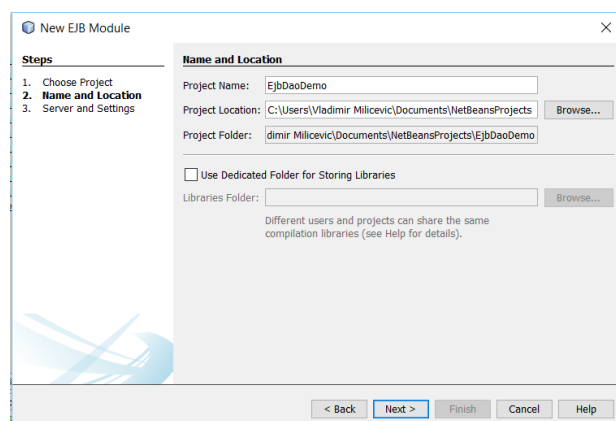 New EJB Module
Steps
1. Choose Project
2. Name and Location
3. Server and Settings
Name and Location
Project Name: EjbDaoDemo
Project Location: C:\Users\Vladimir Milicevic\Documents\NetBeansProjects Browse...
Project Folder: dimir Milicevic\Documents\NetBeansProjects\EjbDaoDemo
Use Dedicated Folder for Storing Libraries
Libraries Folder: Browse...
Different users and projects can share the same
compilation libraries (see Help for details).
< Back Next > Finish Cancel Help